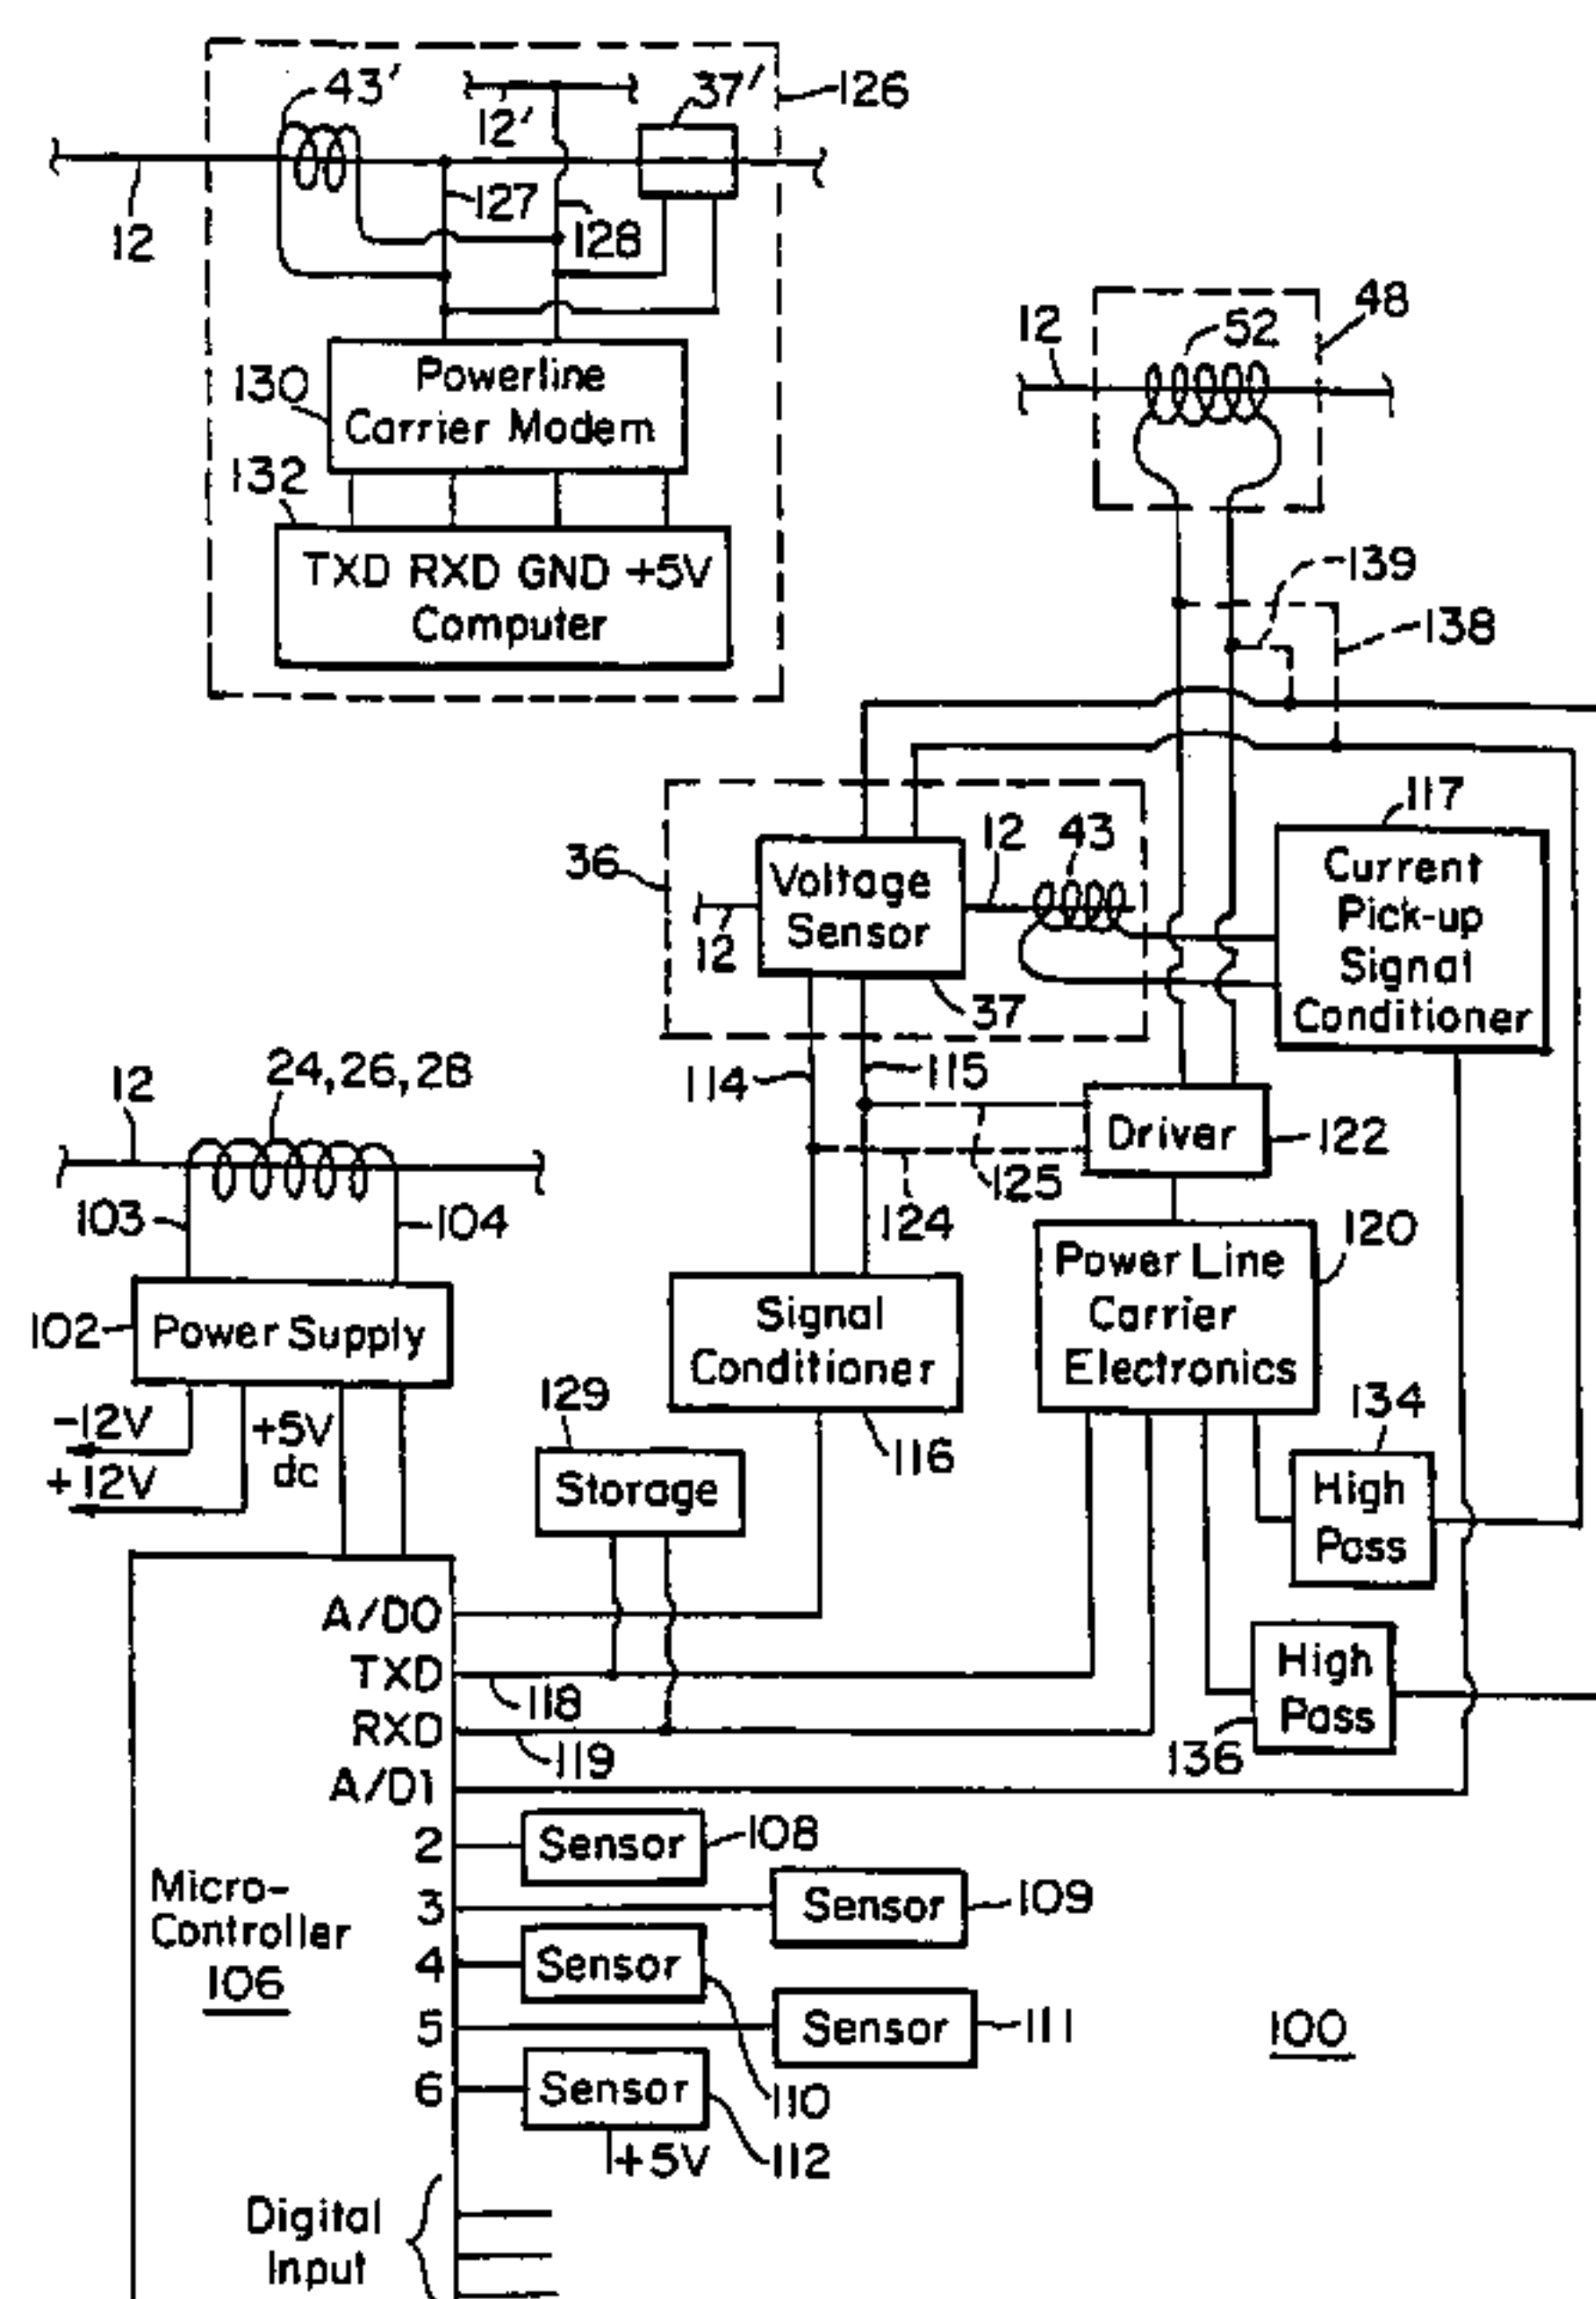 43'
12'
37'
126
12
127
128
130
Powerline
Carrier Modem
132
TXD RXD GND +5V
Computer
12
52
48
139
138
117
36
12
Voltage
Sensor
12
43
37
Current
Pick-up
Signal
Conditioner
114
115
12
24, 26, 28
103
104
Driver
122
125
124
102
Power Supply
-12V
+12V
+5V
dc
Signal
Conditioner
116
120
Power Line
Carrier
Electronics
129
Storage
134
High
Pass
High
Pass
136
A/D0
TXD
118
RXD
119
A/D1
2
Sensor
108
3
Sensor
109
4
Sensor
110
5
Sensor
111
6
Sensor
112
+5V
Micro-
Controller
106
100
Digital
Input